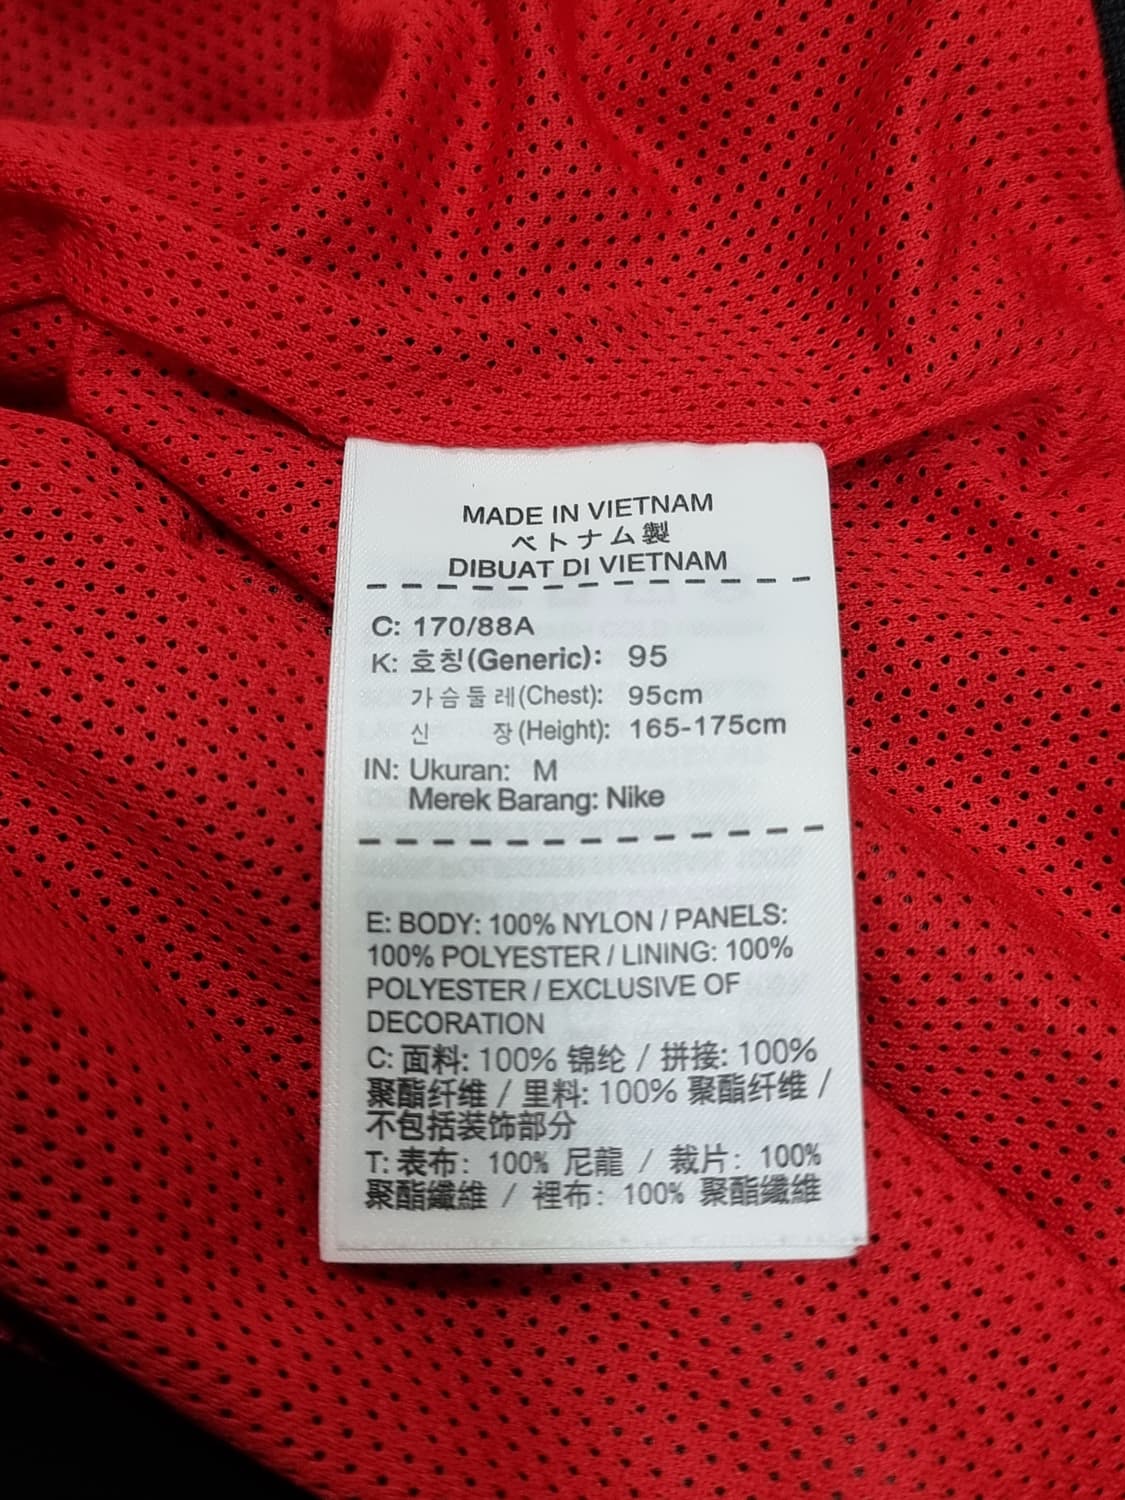 MADE IN VIETNAM
ベトナム製
DIBUAT DI VIETNAM
C: 170/88A
K: 호칭(Generic): 95
가슴둘레(Chest): 95cm
신 장(Height): 165-175cm
IN: Ukuran: M
Merek Barang: Nike
E: BODY: 100% NYLON / PANELS:
100% POLYESTER / LINING: 100%
POLYESTER / EXCLUSIVE OF
DECORATION
C: 面料: 100% 锦纶 / 拼接: 100%
聚酯纤维 / 里料: 100% 聚酯纤维 /
不包括装饰部分
T: 表布: 100% 尼龍 / 裁片: 100%
聚酯纖維 / 裡布: 100% 聚酯纖維